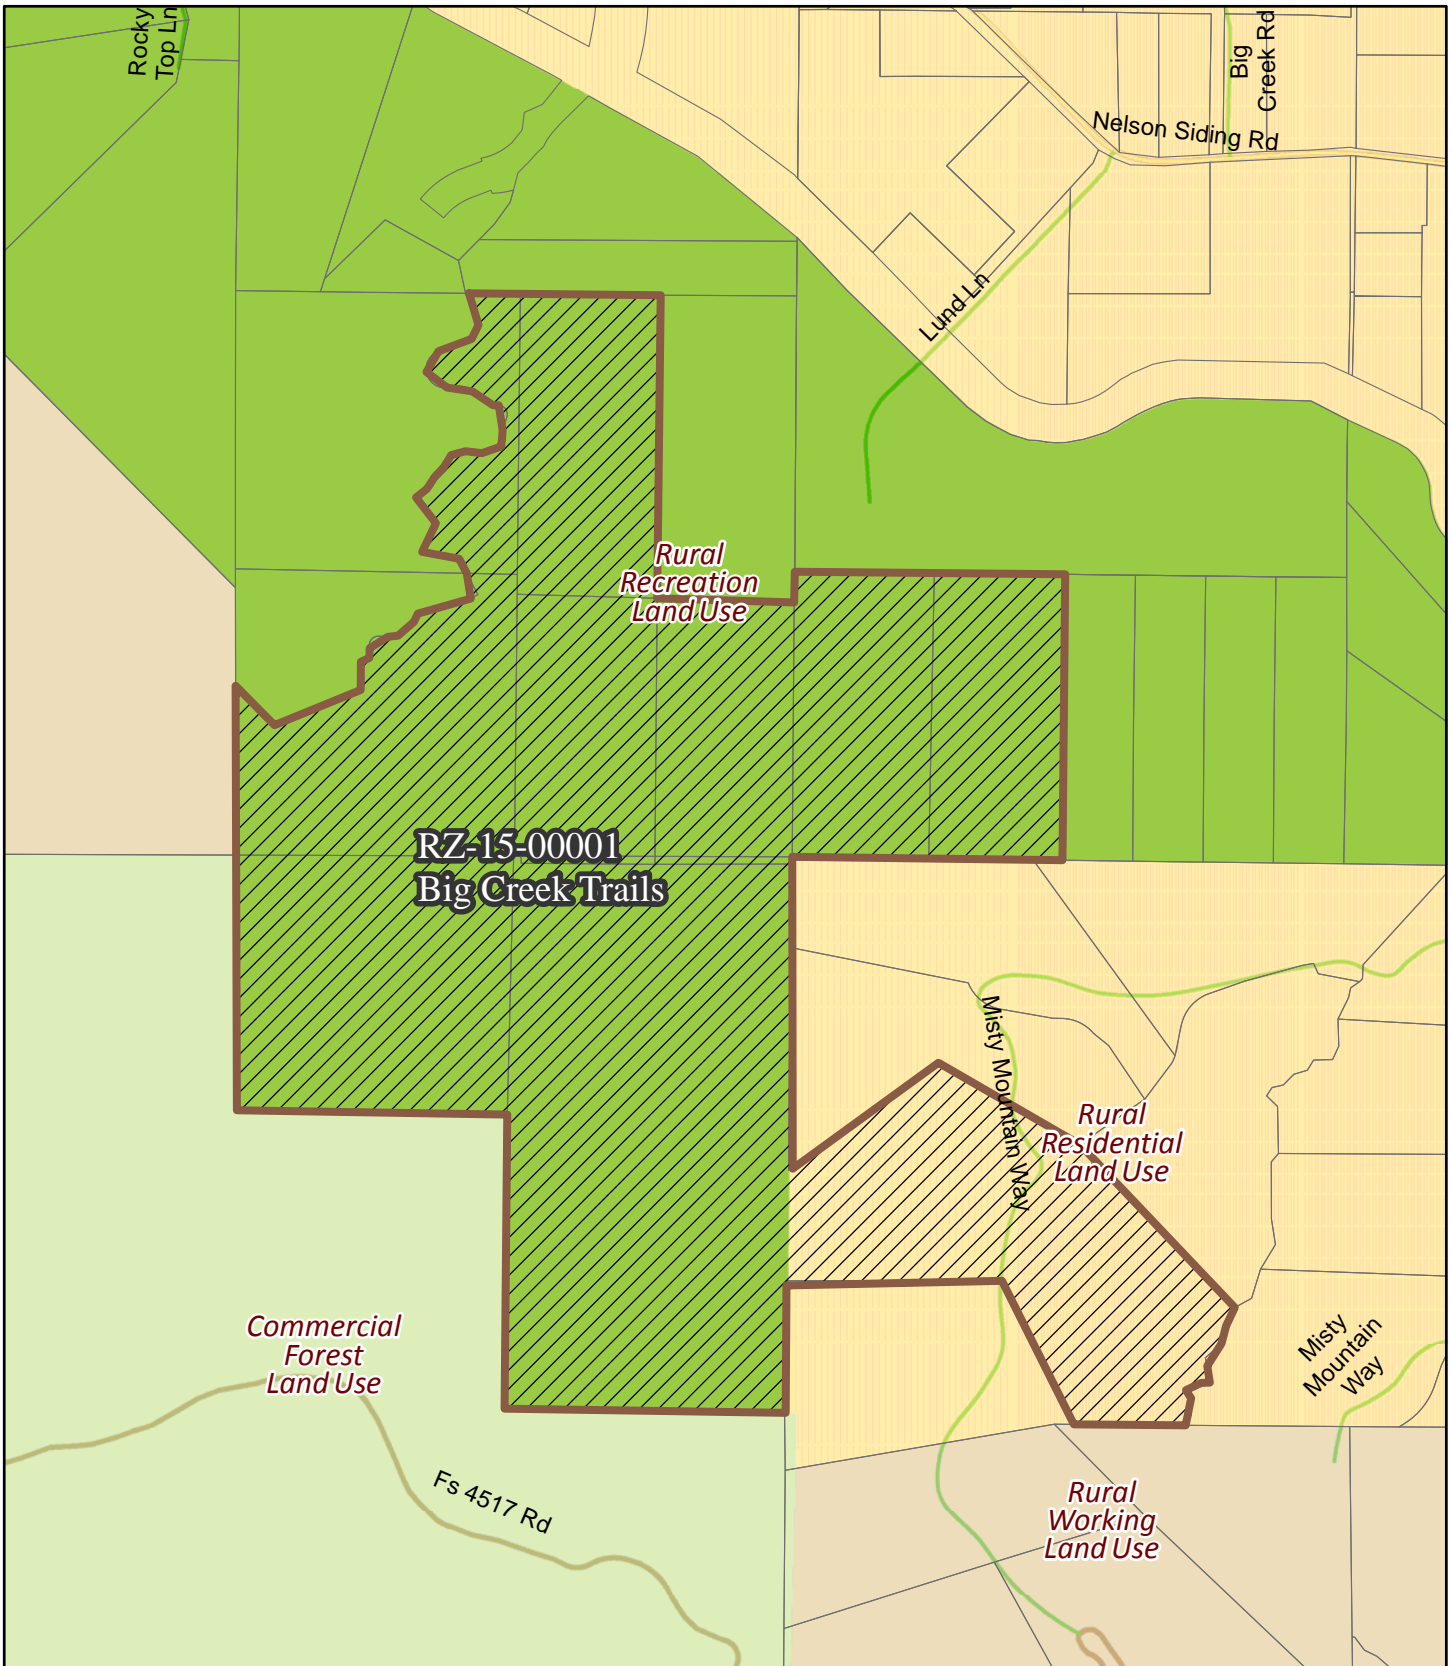 Rocky
Top Ln
Big
Creek Rd
Nelson Siding Rd
Lund Ln
Rural
Recreation
Land Use
RZ-15-00001
Big Creek Trails
Misty Mountain Way
Rural
Residential
Land Use
Commercial
Forest
Land Use
Misty
Mountain
Way
Fs 4517 Rd
Rural
Working
Land Use